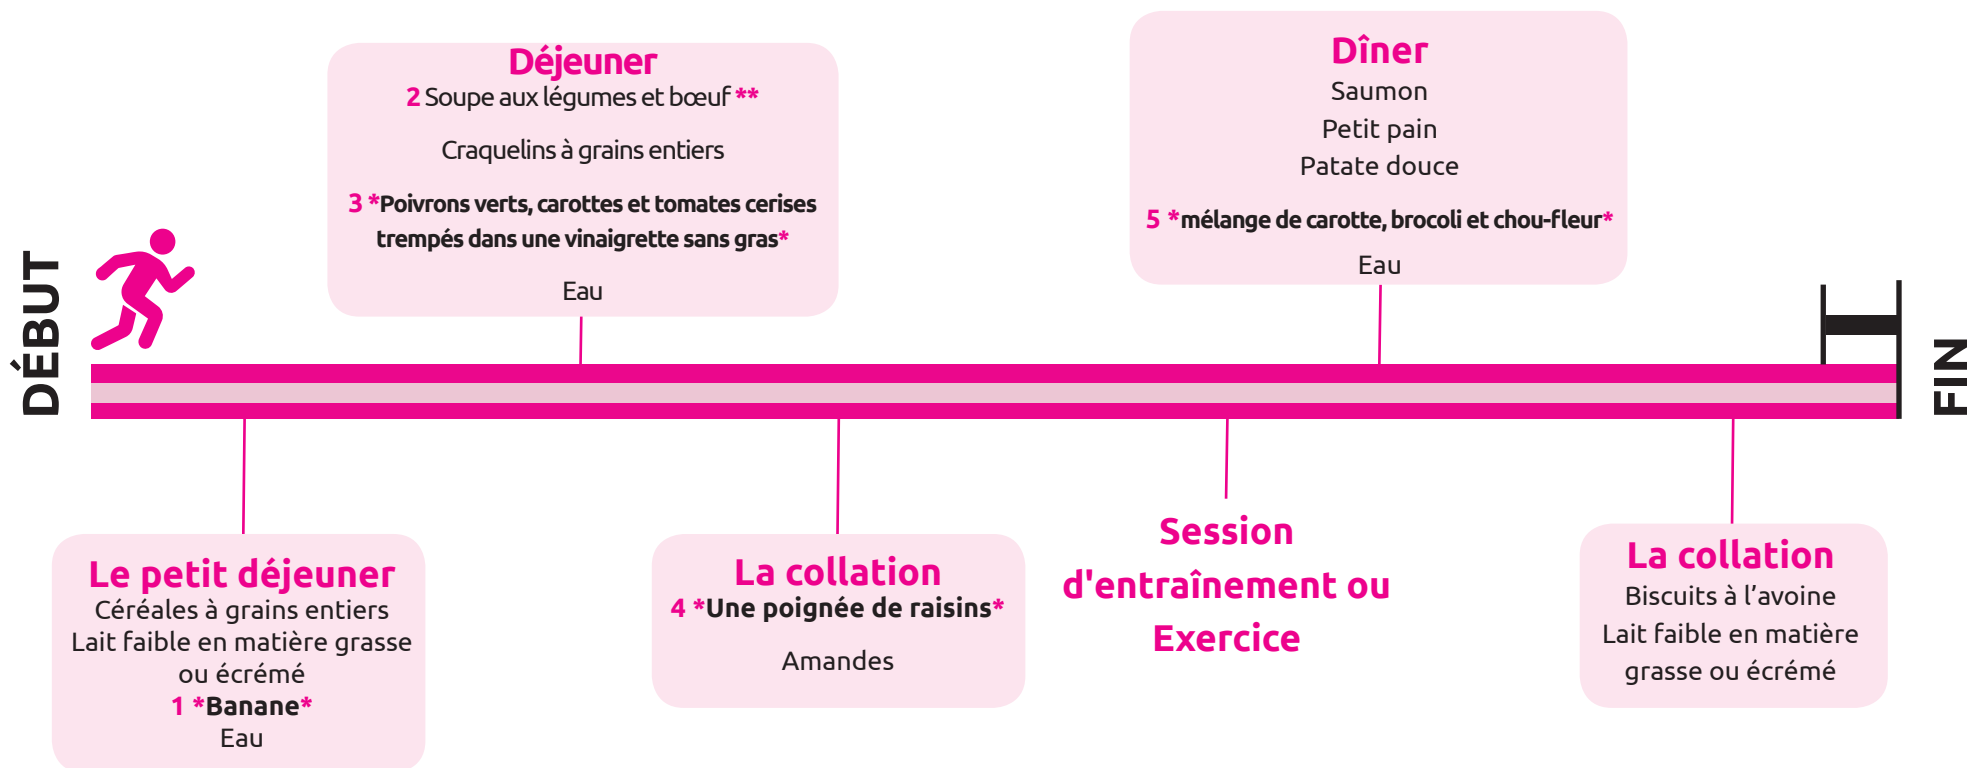 DÉBUT
Déjeuner
2 Soupe aux légumes et bœuf **
Craquelins à grains entiers
3 *Poivrons verts, carottes et tomates cerises
trempés dans une vinaigrette sans gras*
Eau
Dîner
Saumon
Petit pain
Patate douce
5 *mélange de carotte, brocoli et chou-fleur*
Eau
FIN
Le petit déjeuner
Céréales à grains entiers
Lait faible en matière grasse
ou écrémé
1 *Banane*
Eau
La collation
4 *Une poignée de raisins*
Amandes
Session
d'entraînement ou
Exercice
La collation
Biscuits à l’avoine
Lait faible en matière
grasse ou écrémé